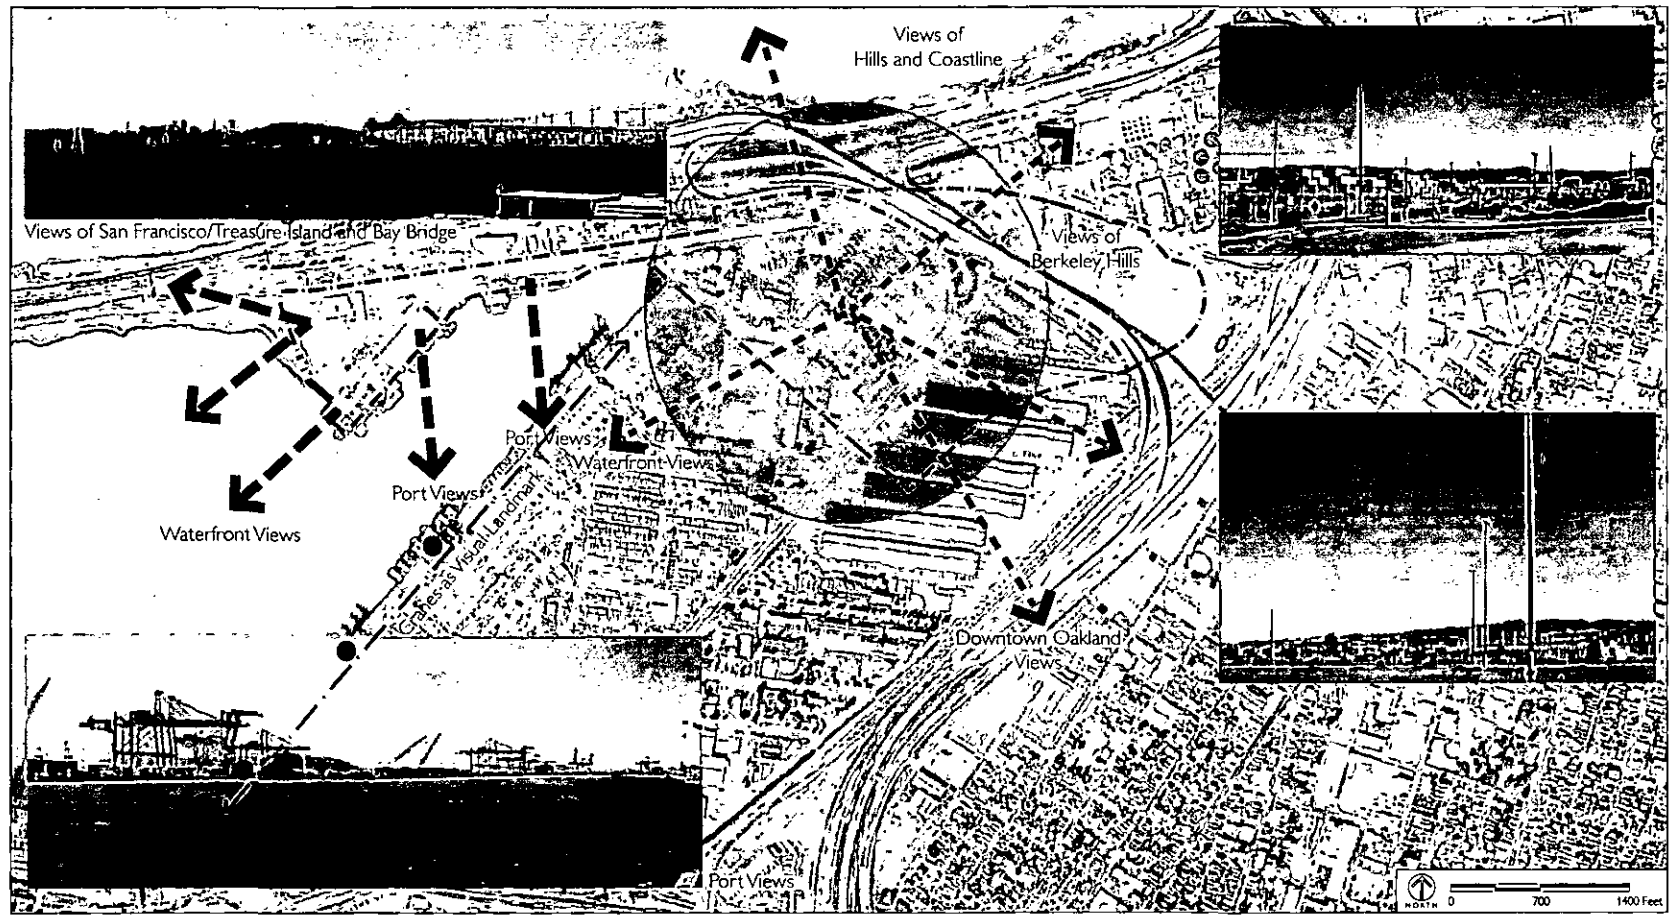 Views of
Hills and Coastline
Views of San Francisco/Treasure Island and Bay Bridge
Views of
Berkeley Hills
Port Views
Waterfront Views
Port Views
Waterfront Views
Cranes as Visual Landmark
Downtown Oakland
Views
Port Views
NORTH
0 700 1400 Feet